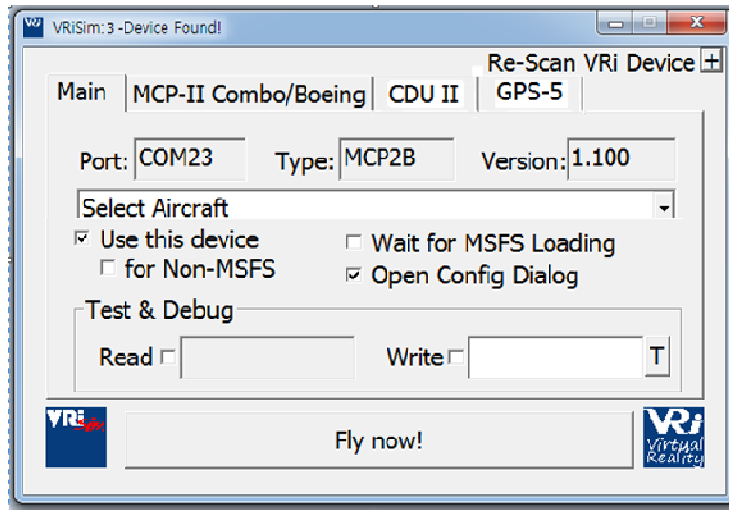 VRiSim: 3 -Device Found!
Re-Scan VRi Device +
Main MCP-II Combo/Boeing CDU II GPS-5
Port: COM23 Type: MCP2B Version: 1.100
Select Aircraft
Use this device Wait for MSFS Loading
for Non-MSFS Open Config Dialog
Test & Debug
Read Write T
VRi Sim Fly now! VRi
Virtual
Reality